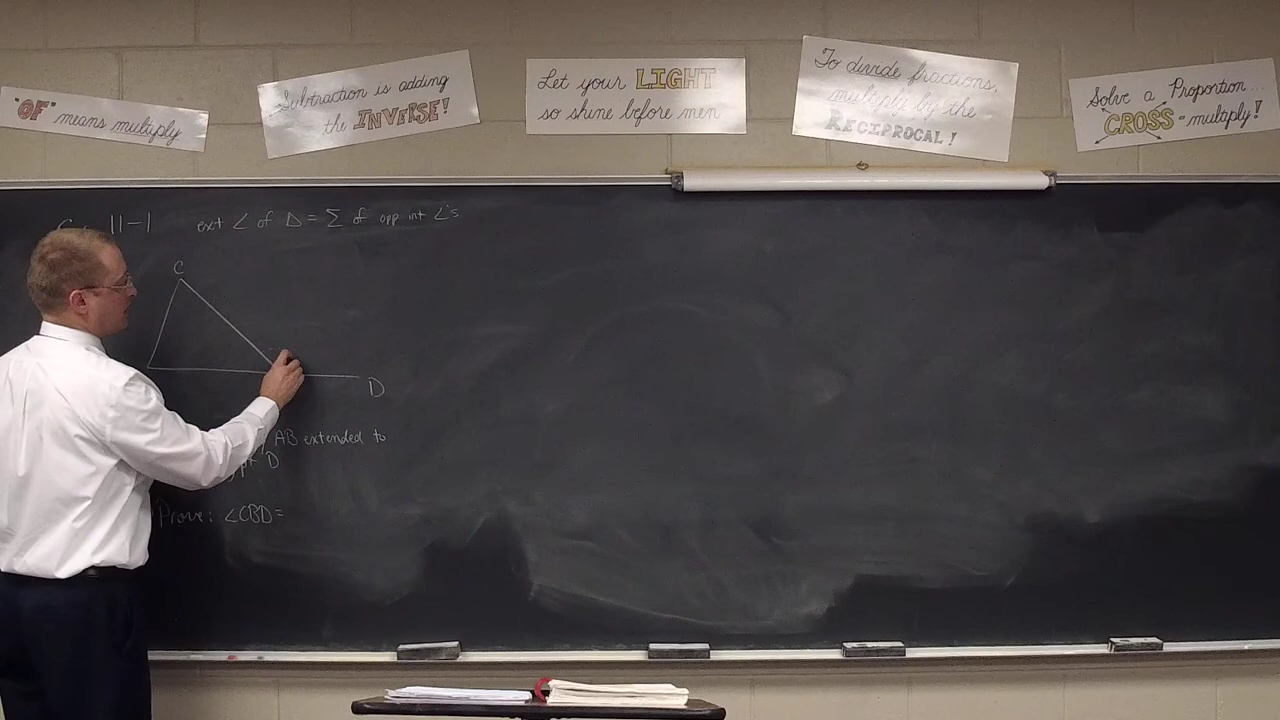 "OF" means multiply
Subtraction is adding
the INVERSE!
Let your LIGHT
so shine before men
To divide fractions,
multiply by the
RECIPROCAL!
Solve a Proportion...
CROSS-multiply!
11-1
ext ∠ of Δ = Σ of opp int ∠'s
C
D
AB extended to
pt D
Prove: ∠CBD=